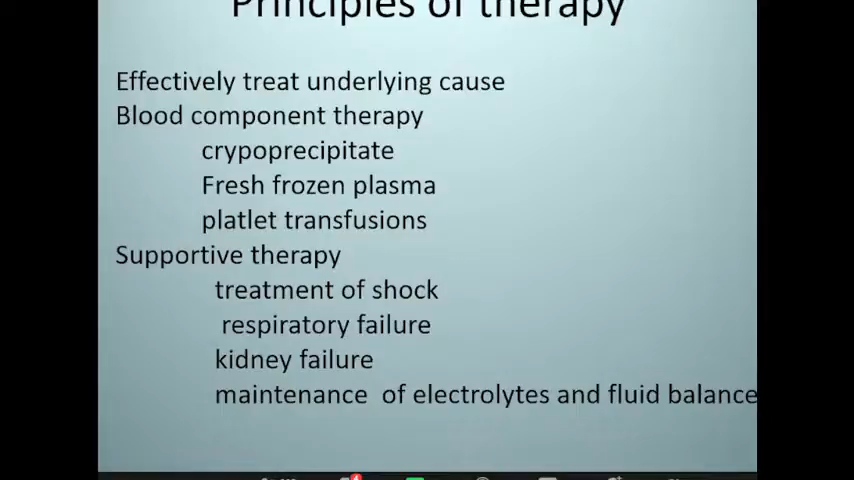 Principles of therapy
Effectively treat underlying cause
Blood component therapy
crypoprecipitate
Fresh frozen plasma
platlet transfusions
Supportive therapy
treatment of shock
respiratory failure
kidney failure
maintenance of electrolytes and fluid balance